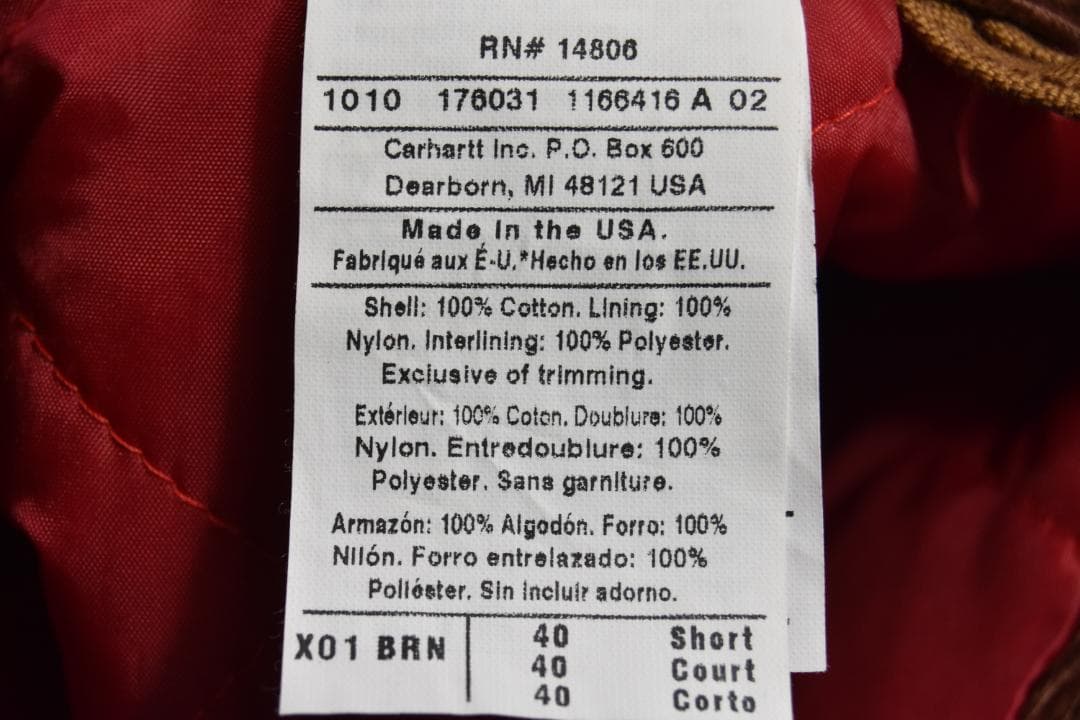 RN# 14806
1010 176031 1166416 A 02
Carhartt Inc. P.O. Box 600
Dearborn, MI 48121 USA
Made in the USA.
Fabriqué aux É-U.*Hecho en los EE.UU.
Shell: 100% Cotton. Lining: 100%
Nylon. Interlining: 100% Polyester.
Exclusive of trimming.
Extérieur: 100% Coton. Doublure: 100%
Nylon. Entredoublure: 100%
Polyester. Sans garniture.
Armazón: 100% Algodón. Forro: 100%
Nilón. Forro entrelazado: 100%
Poliéster. Sin incluir adorno.
X01 BRN
40 Short
40 Court
40 Corto